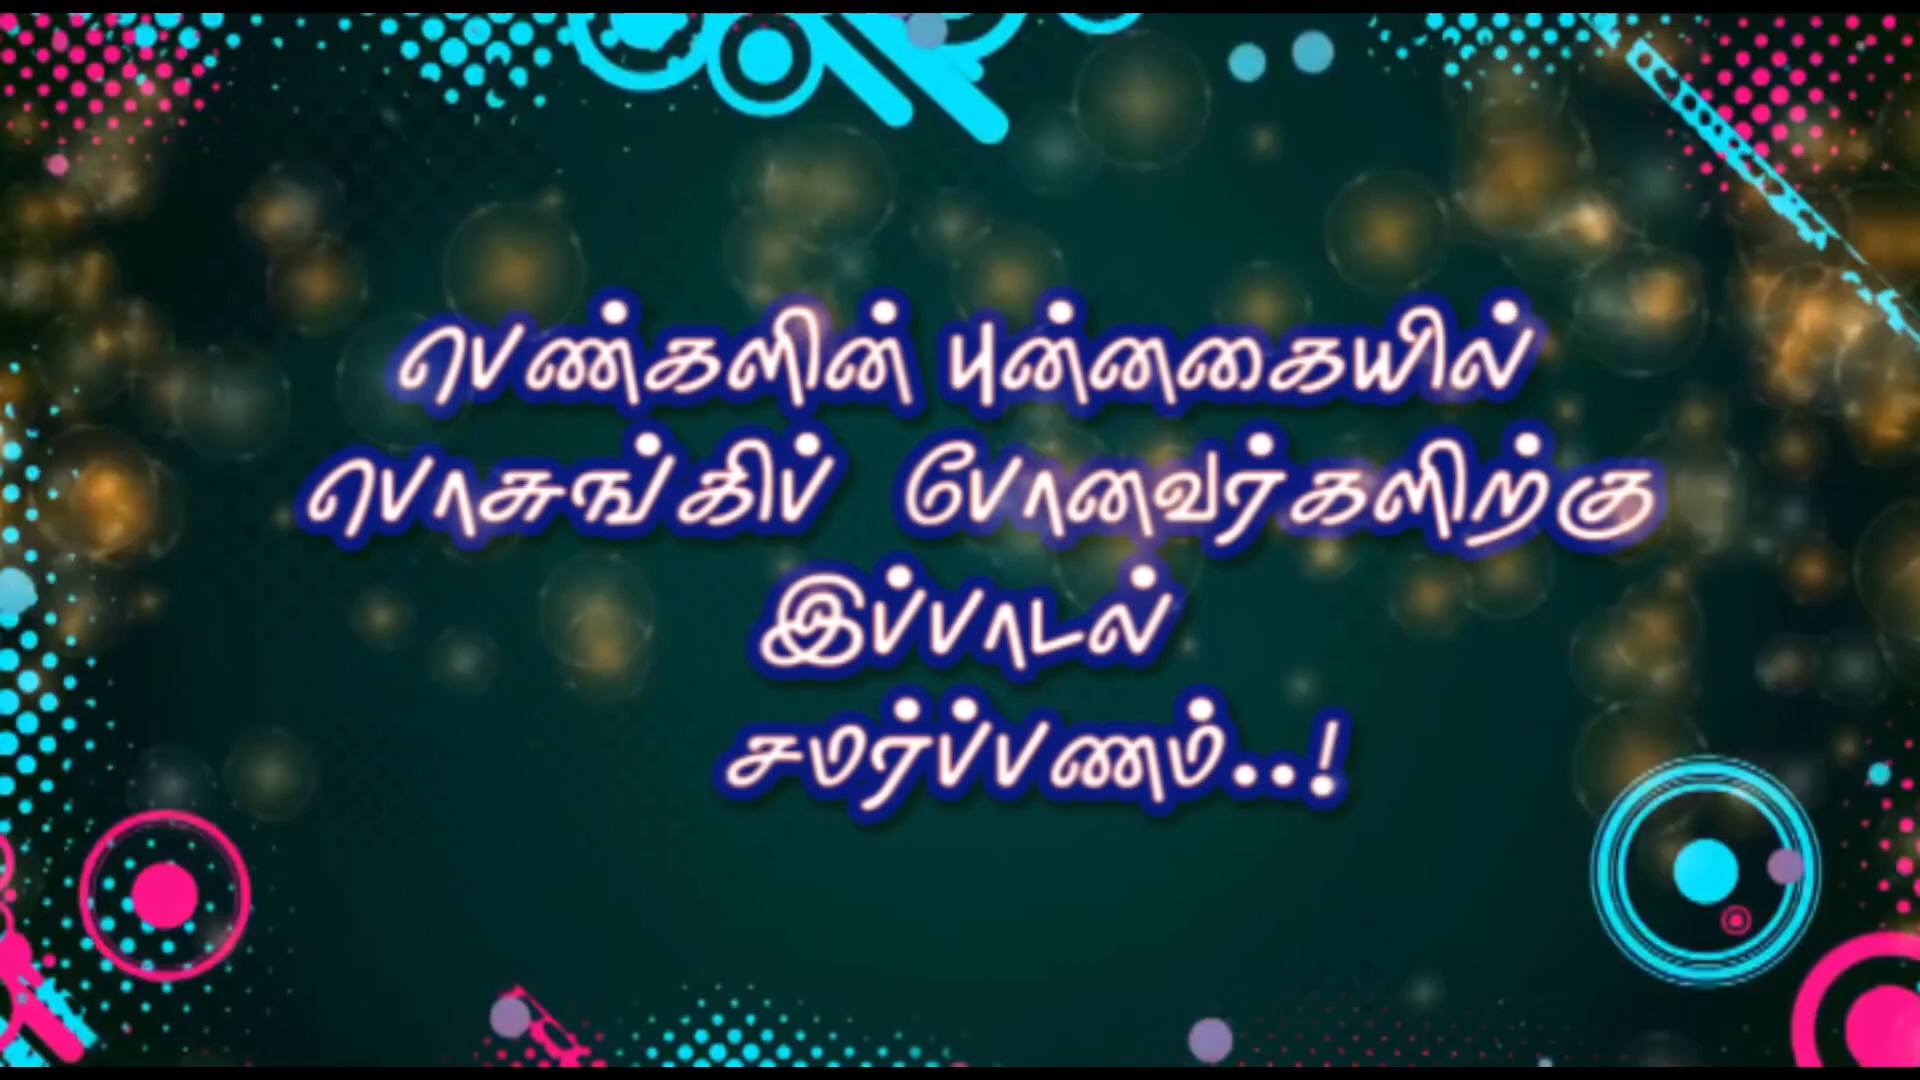 பெண்களின் புன்னகையில்
பொசுங்கிப் போனவர்களிற்கு
இப்பாடல்
சமர்ப்பணம்..!